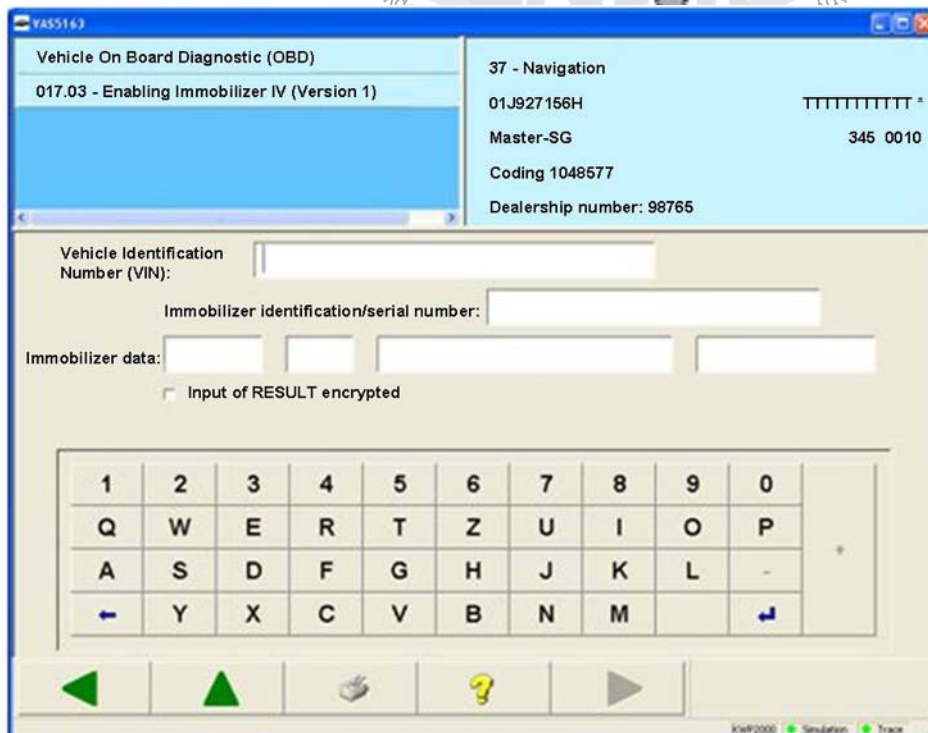 VAS5163
Vehicle On Board Diagnostic (OBD)
017.03 - Enabling Immobilizer IV (Version 1)
37 - Navigation
01J927156H TTTTTTTTTTT *
Master-SG 345 0010
Coding 1048577
Dealership number: 98765
Vehicle Identification
Number (VIN):
Immobilizer identification/serial number:
Immobilizer data:
Input of RESULT encrypted
1 2 3 4 5 6 7 8 9 0
Q W E R T Z U I O P
A S D F G H J K L -
Y X C V B N M
KWP2000 Simulation Trace